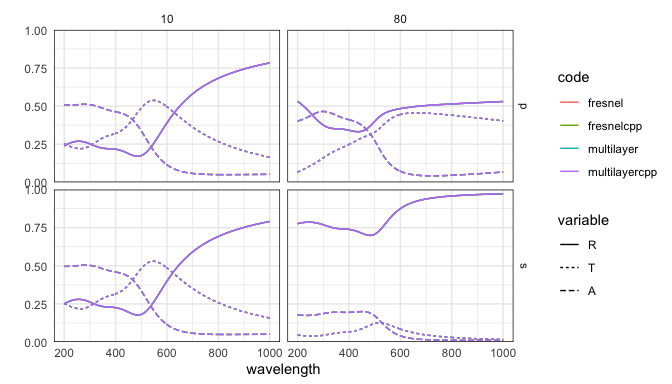 10 80
1.00
0.75
0.50
0.25
0.00
p
1.00
0.75
0.50
0.25
0.00
s
200 400 600 800 1000 200 400 600 800 1000
wavelength
code
fresnel
fresnelcpp
multilayer
multilayercpp
variable
R
T
A